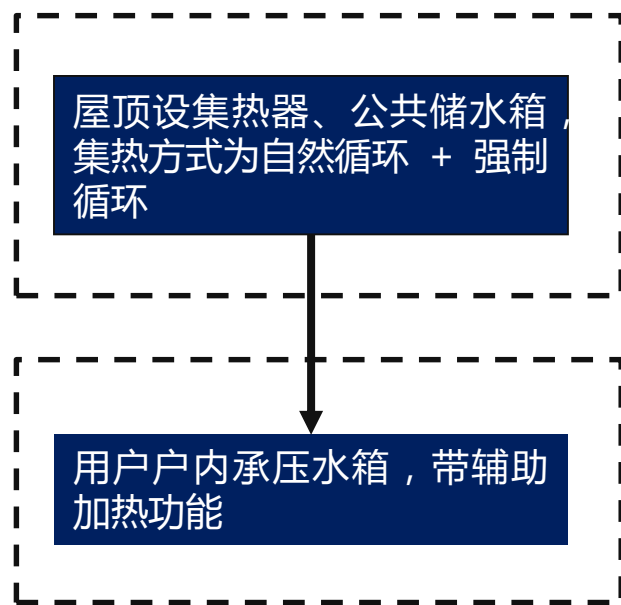 屋顶设集热器、公共储水箱，
集热方式为自然循环 + 强制
循环
用户户内承压水箱，带辅助
加热功能